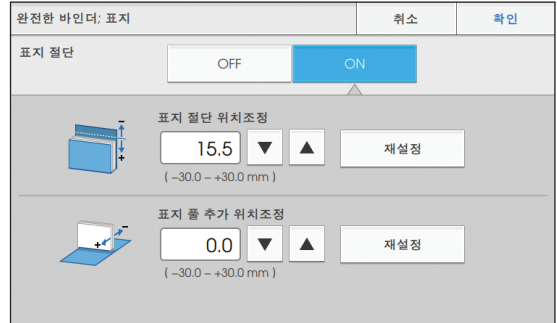 완전한 바인더; 표지 취소 확인
표지 절단 OFF ON
표지 절단 위치조정
15.5 ▼ ▲ 재설정
( −30.0 – +30.0 mm )
표지 풀 추가 위치조정
0.0 ▼ ▲ 재설정
( −30.0 – +30.0 mm )